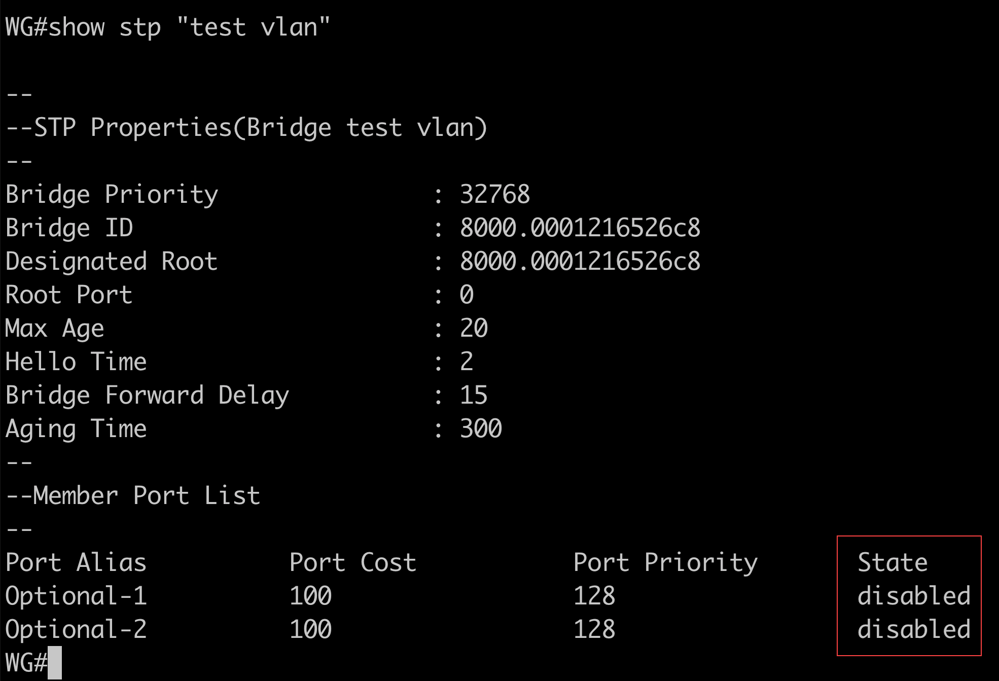 WG#show stp "test vlan"
--
--STP Properties(Bridge test vlan)
--
Bridge Priority : 32768
Bridge ID : 8000.0001216526c8
Designated Root : 8000.0001216526c8
Root Port : 0
Max Age : 20
Hello Time : 2
Bridge Forward Delay : 15
Aging Time : 300
--
--Member Port List
--
Port Alias Port Cost Port Priority State
Optional-1 100 128 disabled
Optional-2 100 128 disabled
WG#